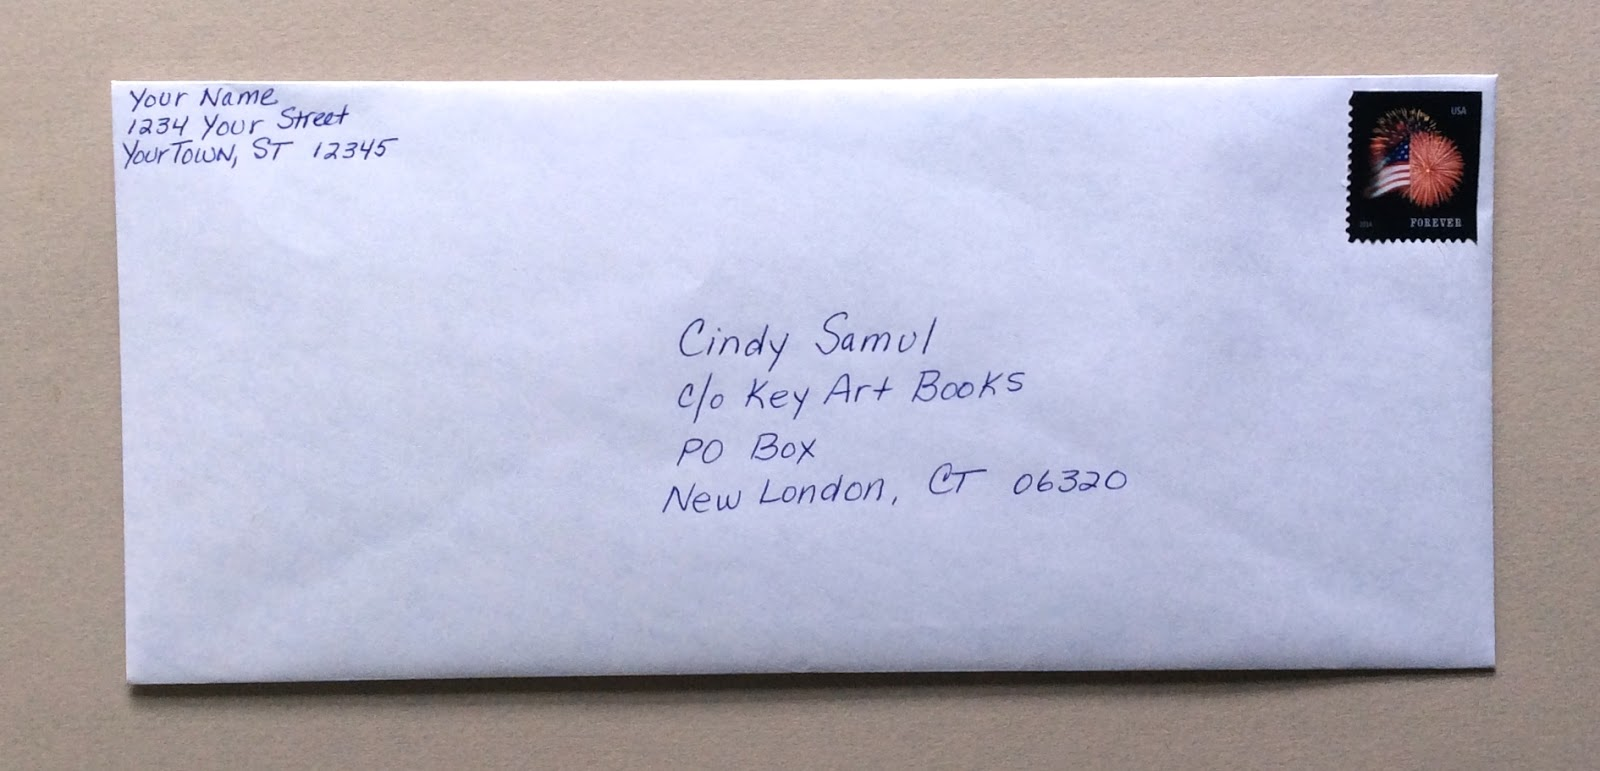 Your Name
1234 Your Street
YourTOWN, ST 12345
USA
FOREVER
Cindy Samul
c/o Key Art Books
PO Box
New London, CT 06320